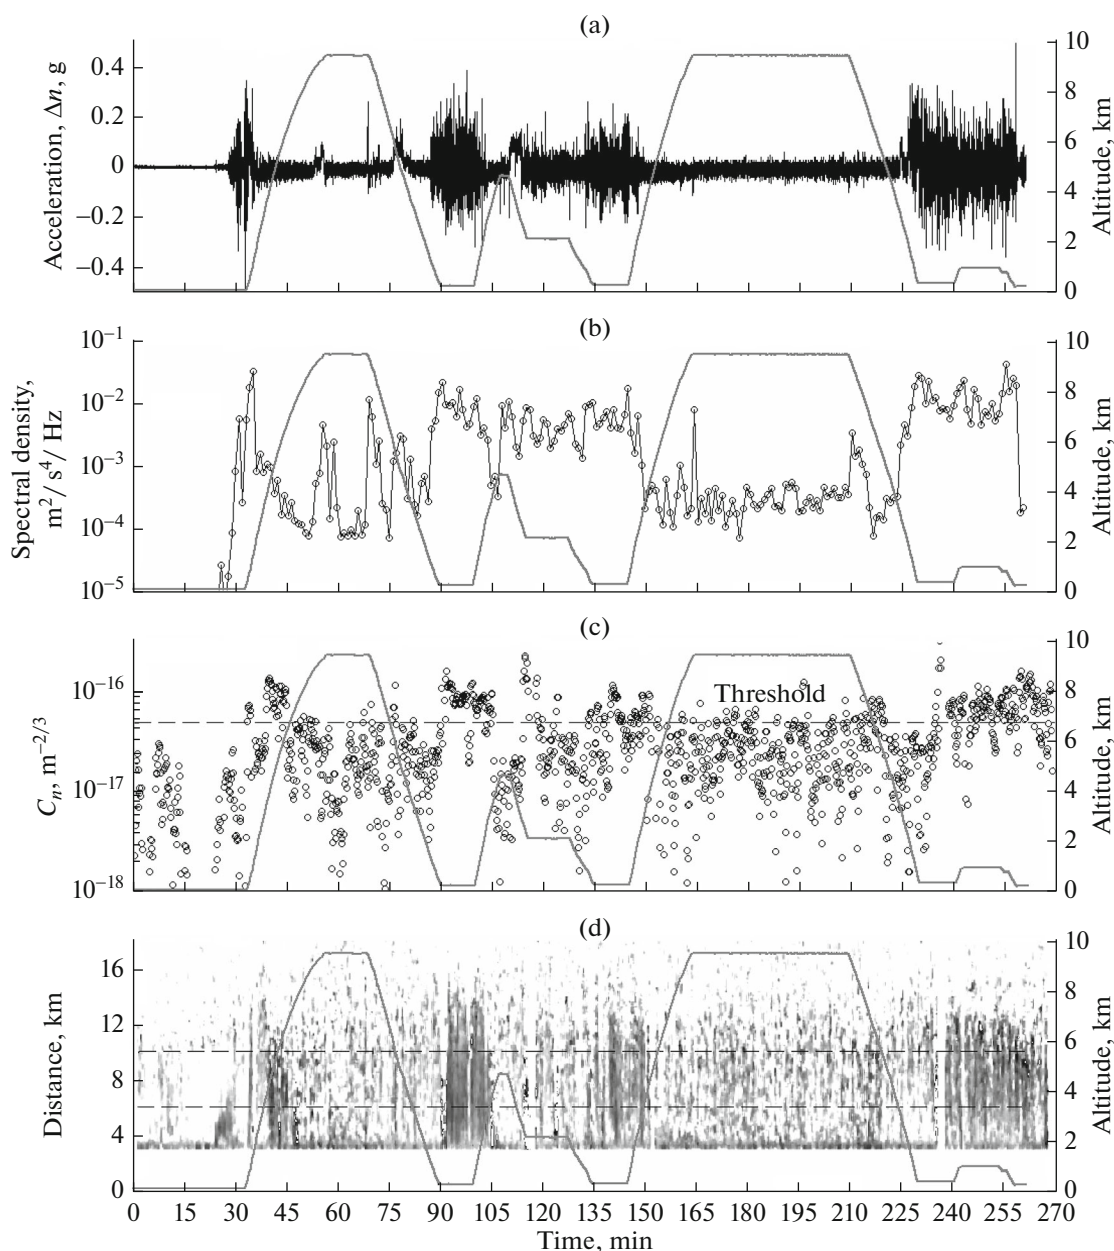 (a)
Acceleration, Δn, g
0.4
0.2
0
–0.2
–0.4
10
8
6
4
2
0
Altitude, km
(b)
Spectral density,
m²/ s⁴/ Hz
10⁻¹
10⁻²
10⁻³
10⁻⁴
10⁻⁵
10
8
6
4
2
0
Altitude, km
(c)
Cₙ, m⁻²/³
10⁻¹⁶
10⁻¹⁷
10⁻¹⁸
Threshold
10
8
6
4
2
0
Altitude, km
(d)
Distance, km
16
12
8
4
0
10
8
6
4
2
0
Altitude, km
0 15 30 45 60 75 90 105 120 135 150 165 180 195 210 225 240 255 270
Time, min